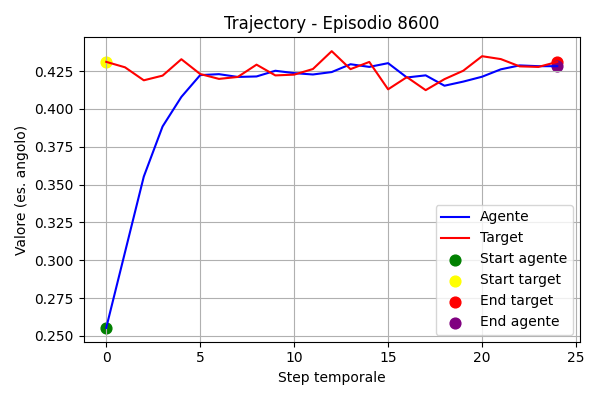 Trajectory - Episodio 8600
Valore (es. angolo)
0.425
0.400
0.375
0.350
0.325
0.300
0.275
0.250
Agente
Target
Start agente
Start target
End target
End agente
0 5 10 15 20 25
Step temporale